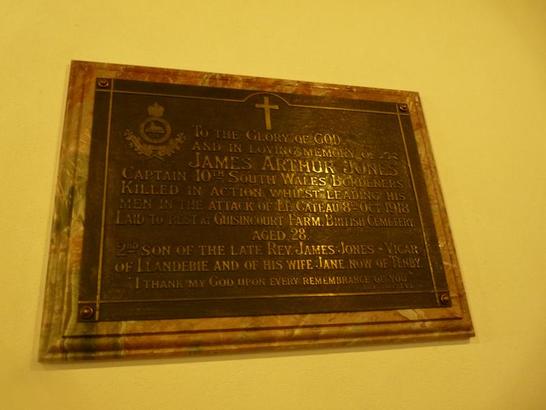 TO THE GLORY OF GOD
AND IN LOVING MEMORY OF
JAMES ARTHUR JONES
CAPTAIN 10TH SOUTH WALES BORDERERS
KILLED IN ACTION WHILST LEADING HIS
MEN IN THE ATTACK OF LE CATEAU 8TH OCT. 1918.
LAID TO REST AT GUISINCOURT FARM, BRITISH CEMETERY.
AGED 28.
2ND SON OF THE LATE REV. JAMES JONES - VICAR
OF LLANDEBIE AND OF HIS WIFE JANE, NOW OF TENBY.
"I THANK MY GOD UPON EVERY REMEMBRANCE OF YOU"